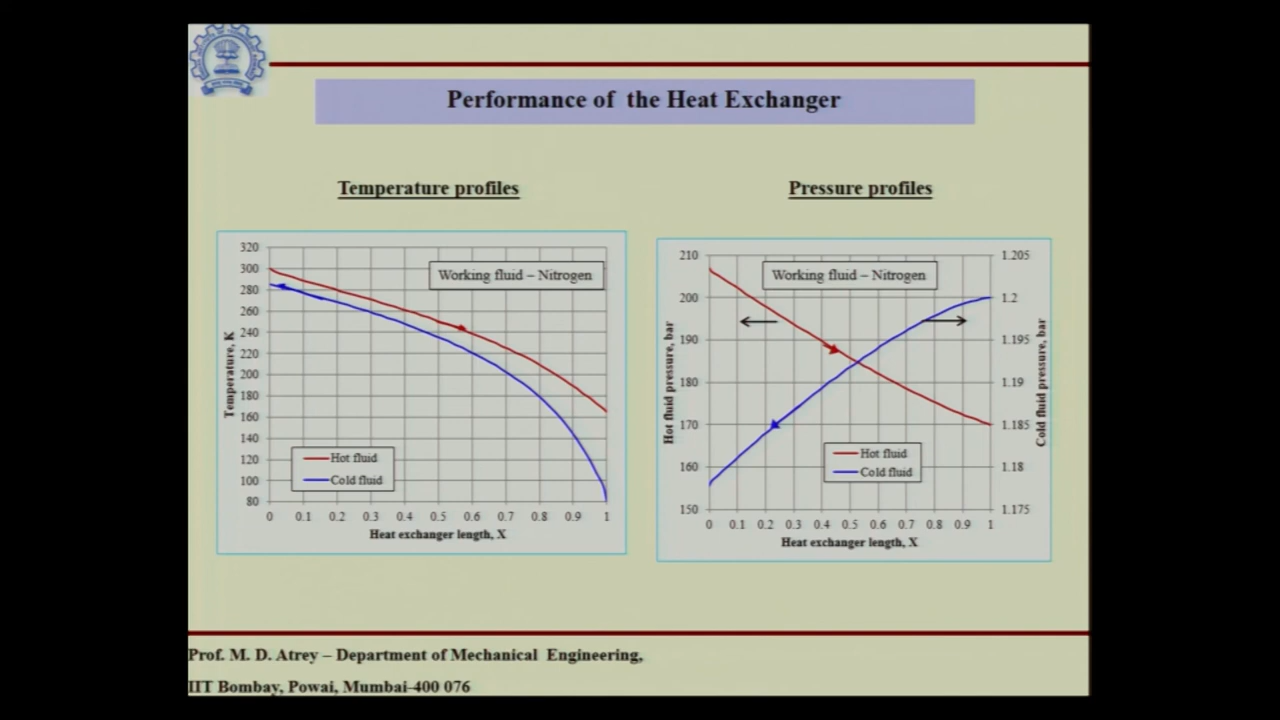 Performance of the Heat Exchanger
Temperature profiles
Pressure profiles
320
300
280
260
240
220
200
180
160
140
120
100
80
Temperature, K
Working fluid – Nitrogen
Hot fluid
Cold fluid
0 0.1 0.2 0.3 0.4 0.5 0.6 0.7 0.8 0.9 1
Heat exchanger length, X
210
200
190
180
170
160
150
Hot fluid pressure, bar
Working fluid – Nitrogen
Hot fluid
Cold fluid
1.205
1.2
1.195
1.19
1.185
1.18
1.175
Cold fluid pressure, bar
0 0.1 0.2 0.3 0.4 0.5 0.6 0.7 0.8 0.9 1
Heat exchanger length, X
Prof. M. D. Atrey – Department of Mechanical Engineering,
IIT Bombay, Powai, Mumbai-400 076